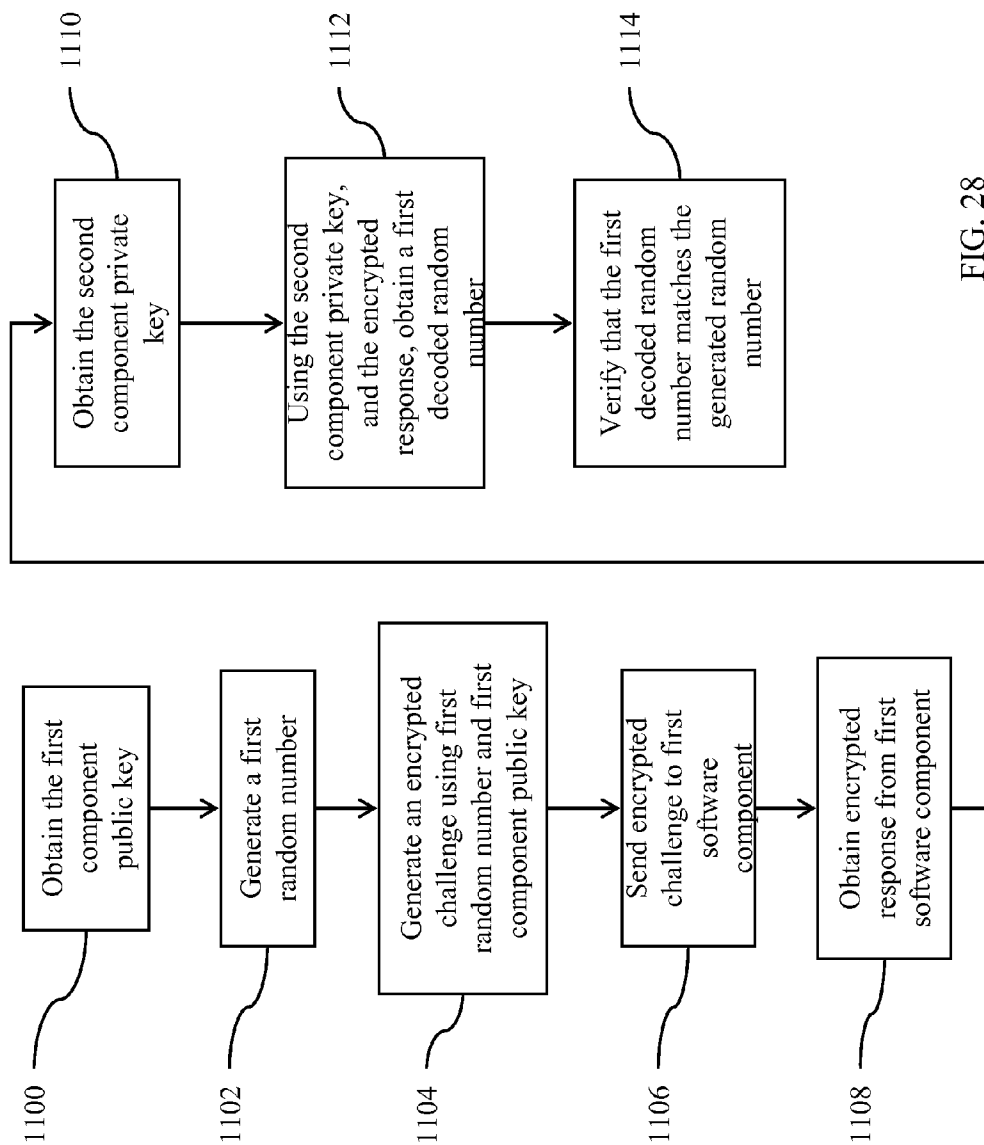 1100
Obtain the first
component
public key
1102
Generate a first
random number
1104
Generate an encrypted
challenge using first
random number and first
component public key
1106
Send encrypted
challenge to first
software
component
1108
Obtain encrypted
response from first
software component
1110
Obtain the second
component private
key
1112
Using the second
component private key,
and the encrypted
response, obtain a first
decoded random
number
1114
Verify that the first
decoded random
number matches the
generated random
number
FIG. 28